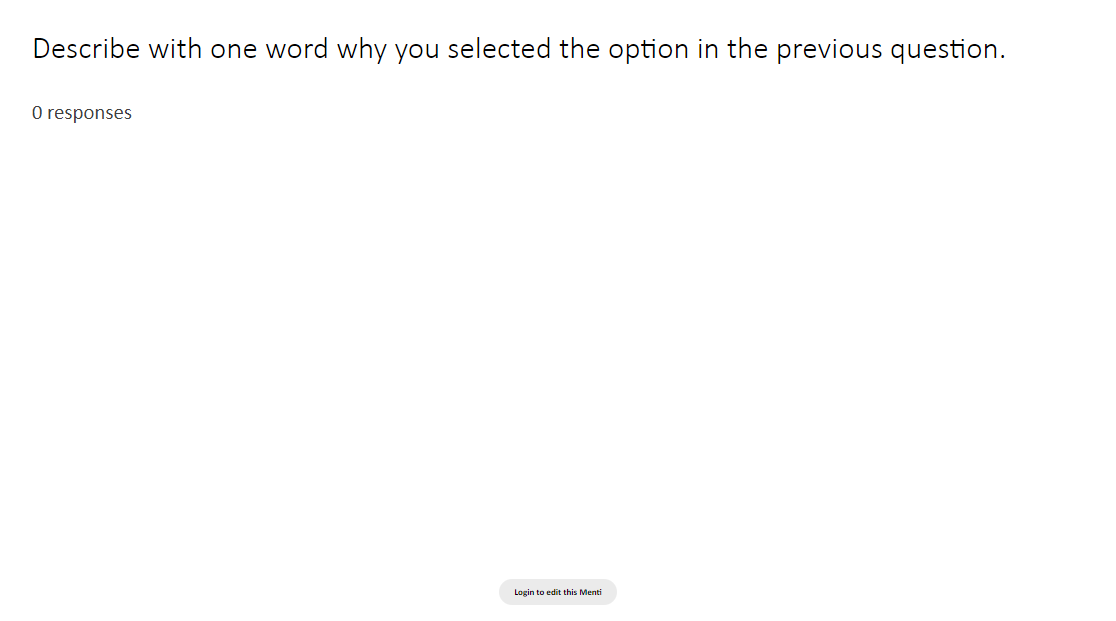 Describe with one word why you selected the option in the previous question.
0 responses
Login to edit this Menti